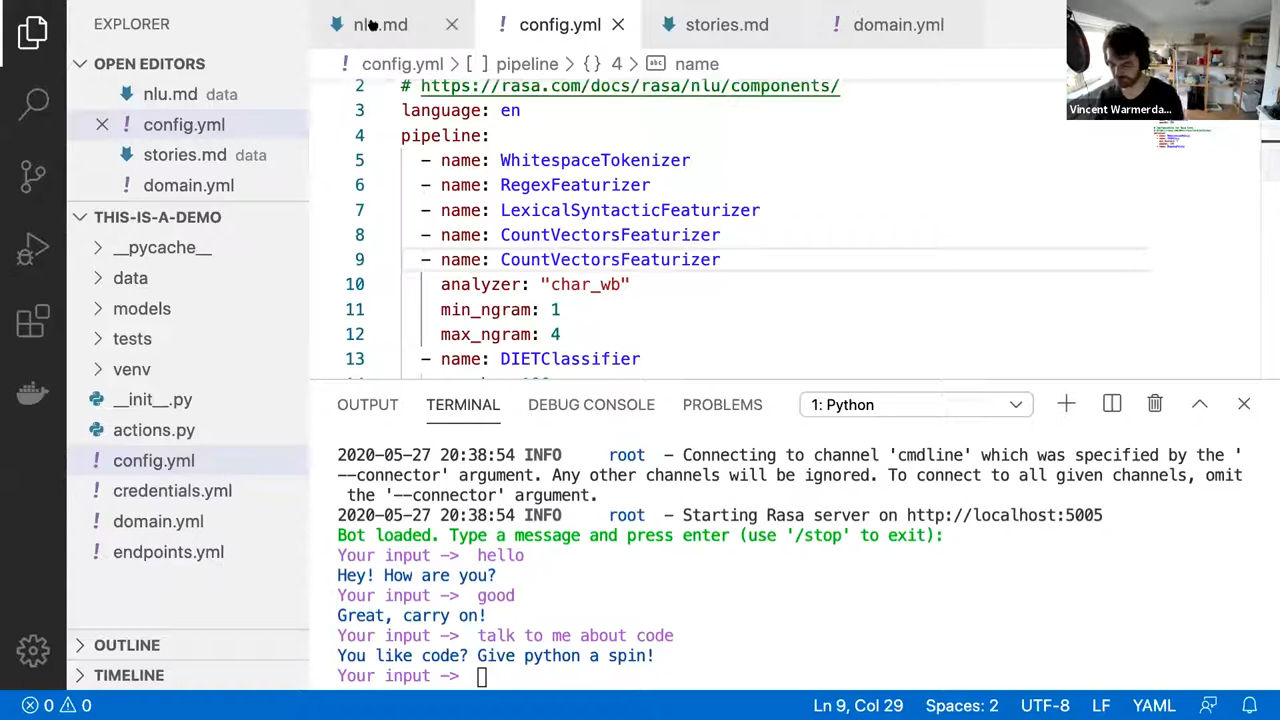 EXPLORER
OPEN EDITORS
nlu.md data
config.yml
stories.md data
domain.yml
THIS-IS-A-DEMO
__pycache__
data
models
tests
venv
__init__.py
actions.py
config.yml
credentials.yml
domain.yml
endpoints.yml
OUTLINE
TIMELINE
config.yml
stories.md
domain.yml
config.yml > [ ] pipeline > {} 4 > abc name
2 # https://rasa.com/docs/rasa/nlu/components/
3 language: en
4 pipeline:
5 - name: WhitespaceTokenizer
6 - name: RegexFeaturizer
7 - name: LexicalSyntacticFeaturizer
8 - name: CountVectorsFeaturizer
9 - name: CountVectorsFeaturizer
10 analyzer: "char_wb"
11 min_ngram: 1
12 max_ngram: 4
13 - name: DIETClassifier
Vincent Warmerda...
OUTPUT TERMINAL DEBUG CONSOLE PROBLEMS 1: Python
2020-05-27 20:38:54 INFO root - Connecting to channel 'cmdline' which was specified by the '
--connector' argument. Any other channels will be ignored. To connect to all given channels, omit
the '--connector' argument.
2020-05-27 20:38:54 INFO root - Starting Rasa server on http://localhost:5005
Bot loaded. Type a message and press enter (use '/stop' to exit):
Your input -> hello
Hey! How are you?
Your input -> good
Great, carry on!
Your input -> talk to me about code
You like code? Give python a spin!
Your input ->
0 0 Ln 9, Col 29 Spaces: 2 UTF-8 LF YAML